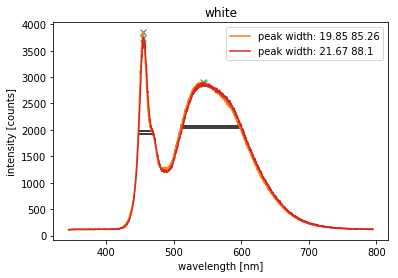 white
peak width: 19.85 85.26
peak width: 21.67 88.1
intensity [counts]
4000
3500
3000
2500
2000
1500
1000
500
0
400 500 600 700 800
wavelength [nm]